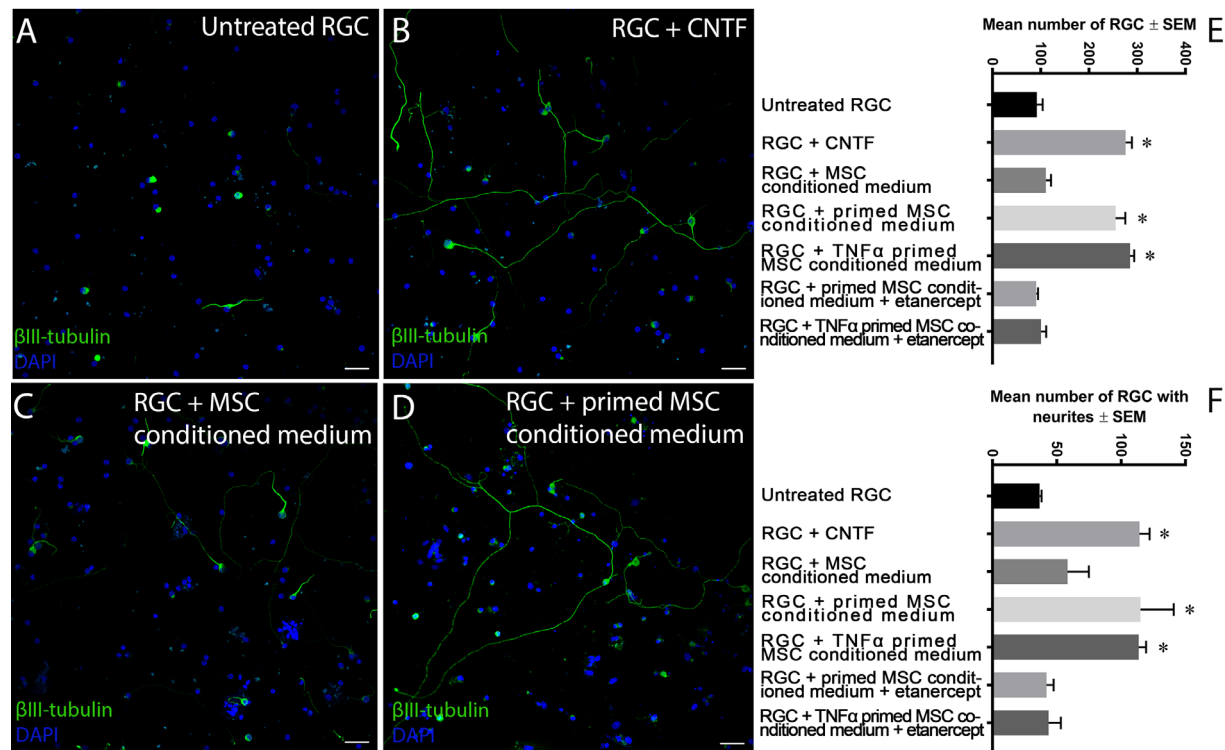 A
Untreated RGC
βIII-tubulin
DAPI
B
RGC + CNTF
C
RGC + MSC
conditioned medium
βIII-tubulin
DAPI
D
RGC + primed MSC
conditioned medium
βIII-tubulin
DAPI
E
Mean number of RGC ± SEM
0 100 200 300 400
Untreated RGC
RGC + CNTF
*
RGC + MSC
conditioned medium
RGC + primed MSC
conditioned medium
*
RGC + TNFα primed
MSC conditioned medium
*
RGC + primed MSC condit-
ioned medium + etanercept
RGC + TNFα primed MSC co-
nditioned medium + etanercept
F
Mean number of RGC with
neurites ± SEM
0 50 100 150
Untreated RGC
RGC + CNTF
*
RGC + MSC
conditioned medium
RGC + primed MSC
conditioned medium
*
RGC + TNFα primed
MSC conditioned medium
*
RGC + primed MSC condit-
ioned medium + etanercept
RGC + TNFα primed MSC co-
nditioned medium + etanercept